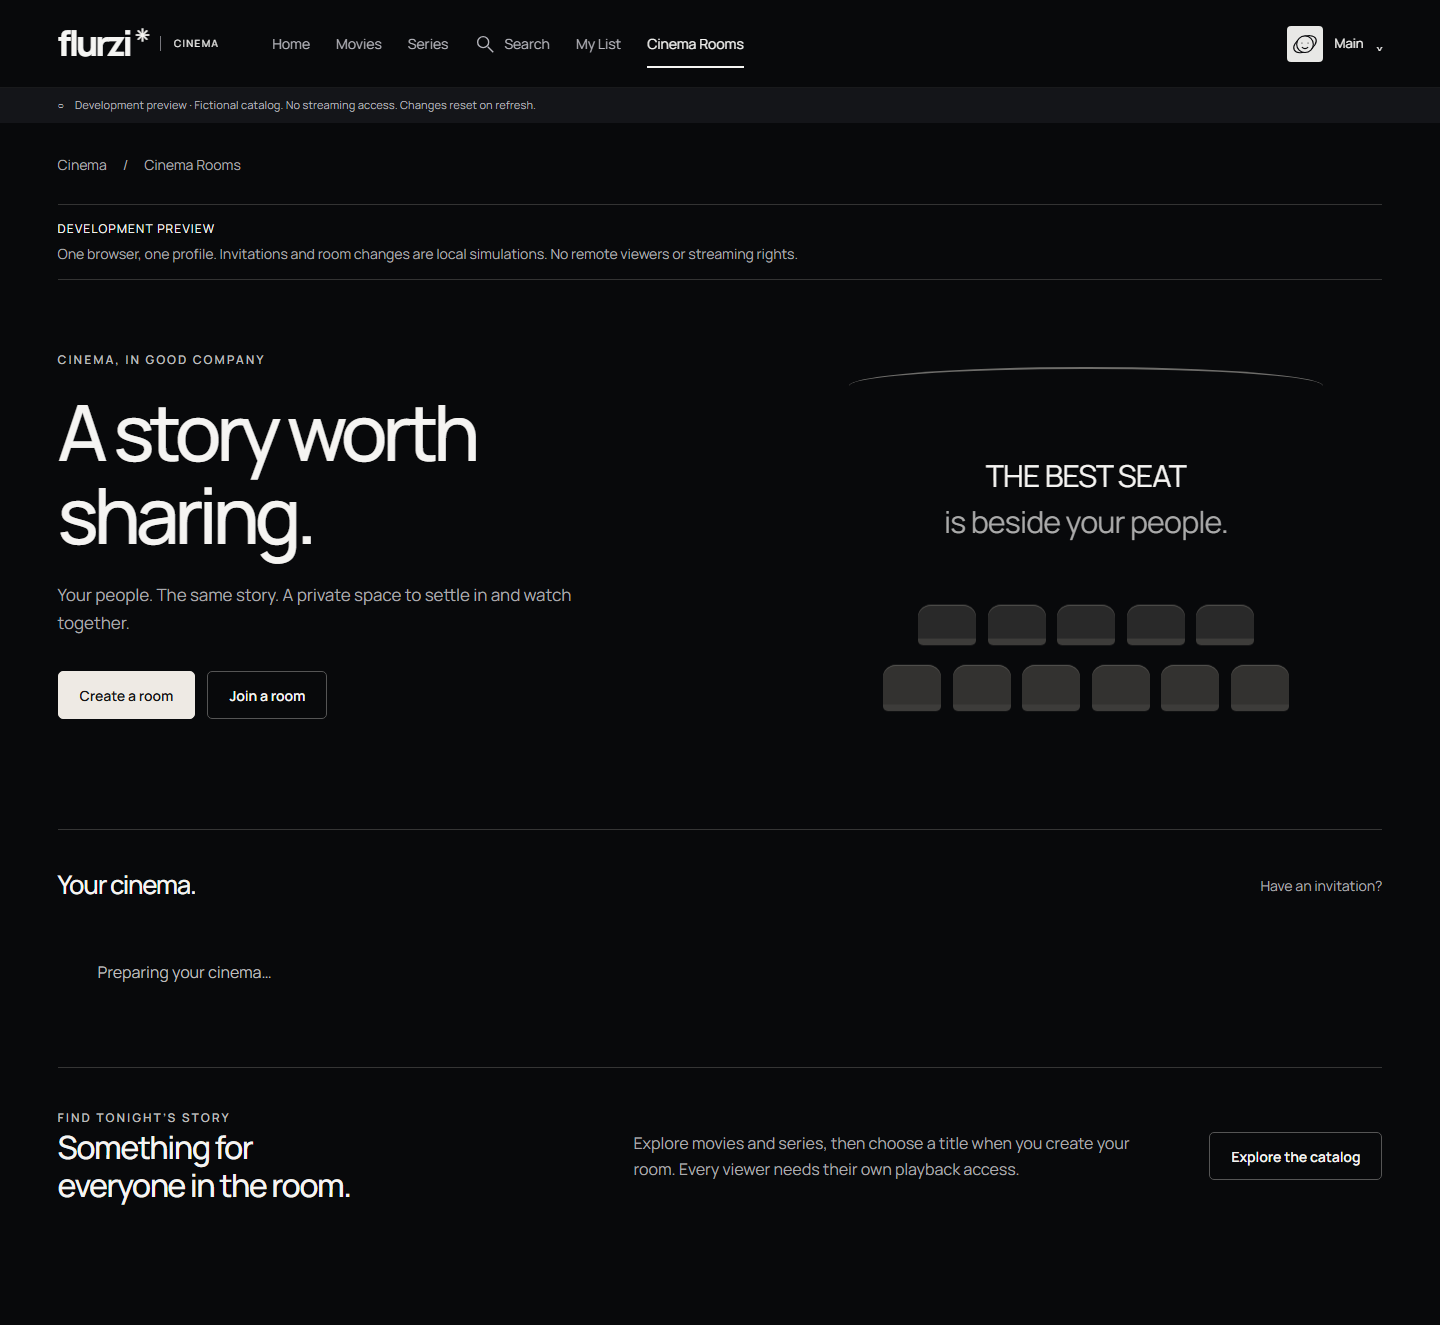 flurzi* CINEMA Home Movies Series Search My List Cinema Rooms Main
Development preview · Fictional catalog. No streaming access. Changes reset on refresh.
Cinema / Cinema Rooms
DEVELOPMENT PREVIEW
One browser, one profile. Invitations and room changes are local simulations. No remote viewers or streaming rights.
CINEMA, IN GOOD COMPANY
A story worth
sharing.
Your people. The same story. A private space to settle in and watch
together.
Create a room Join a room
THE BEST SEAT
is beside your people.
Your cinema. Have an invitation?
Preparing your cinema…
FIND TONIGHT'S STORY
Something for
everyone in the room.
Explore movies and series, then choose a title when you create your
room. Every viewer needs their own playback access.
Explore the catalog